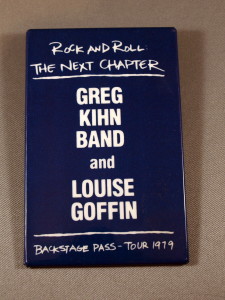 ROCK AND ROLL:
THE NEXT CHAPTER
GREG
KIHN
BAND
and
LOUISE
GOFFIN
BACKSTAGE PASS - TOUR 1979